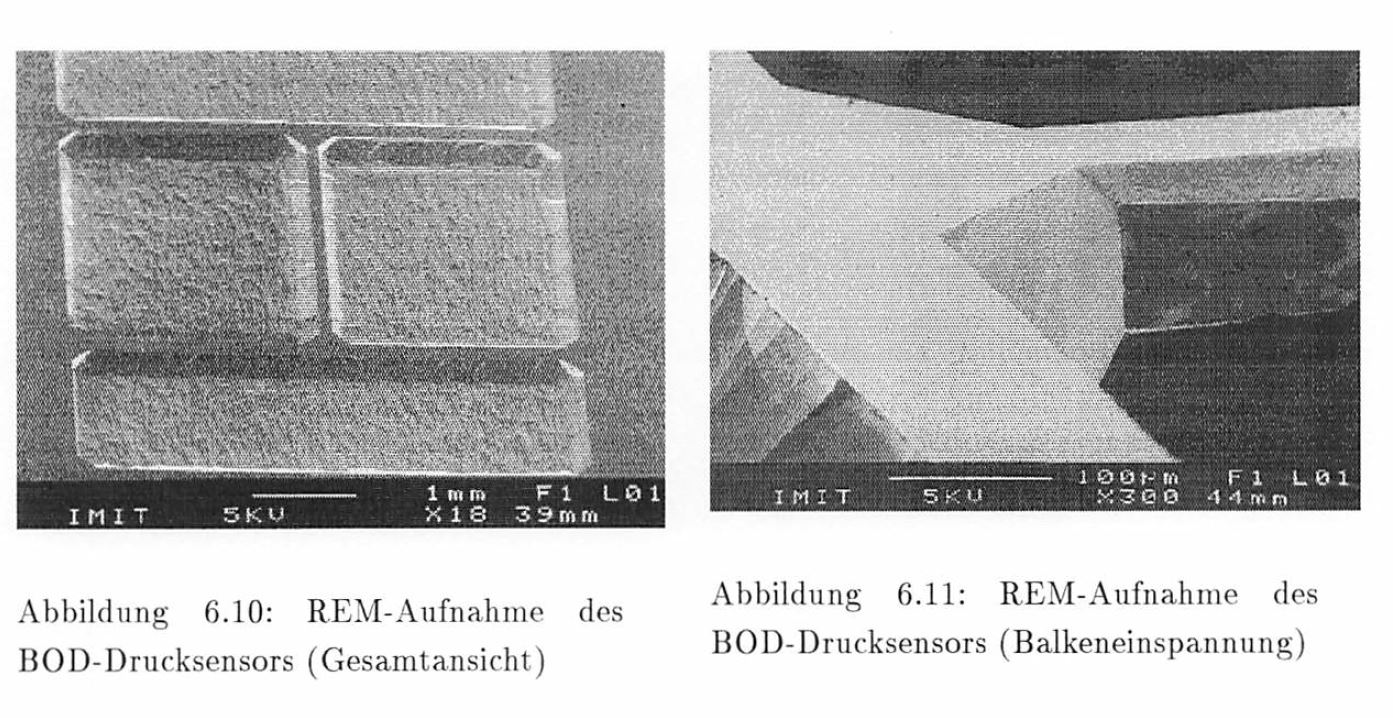 1mm F1 L01
IMIT 5KV X18 39mm
100µm F1 L01
IMIT 5KV X300 44mm
Abbildung 6.10: REM-Aufnahme des
BOD-Drucksensors (Gesamtansicht)
Abbildung 6.11: REM-Aufnahme des
BOD-Drucksensors (Balkeneinspannung)